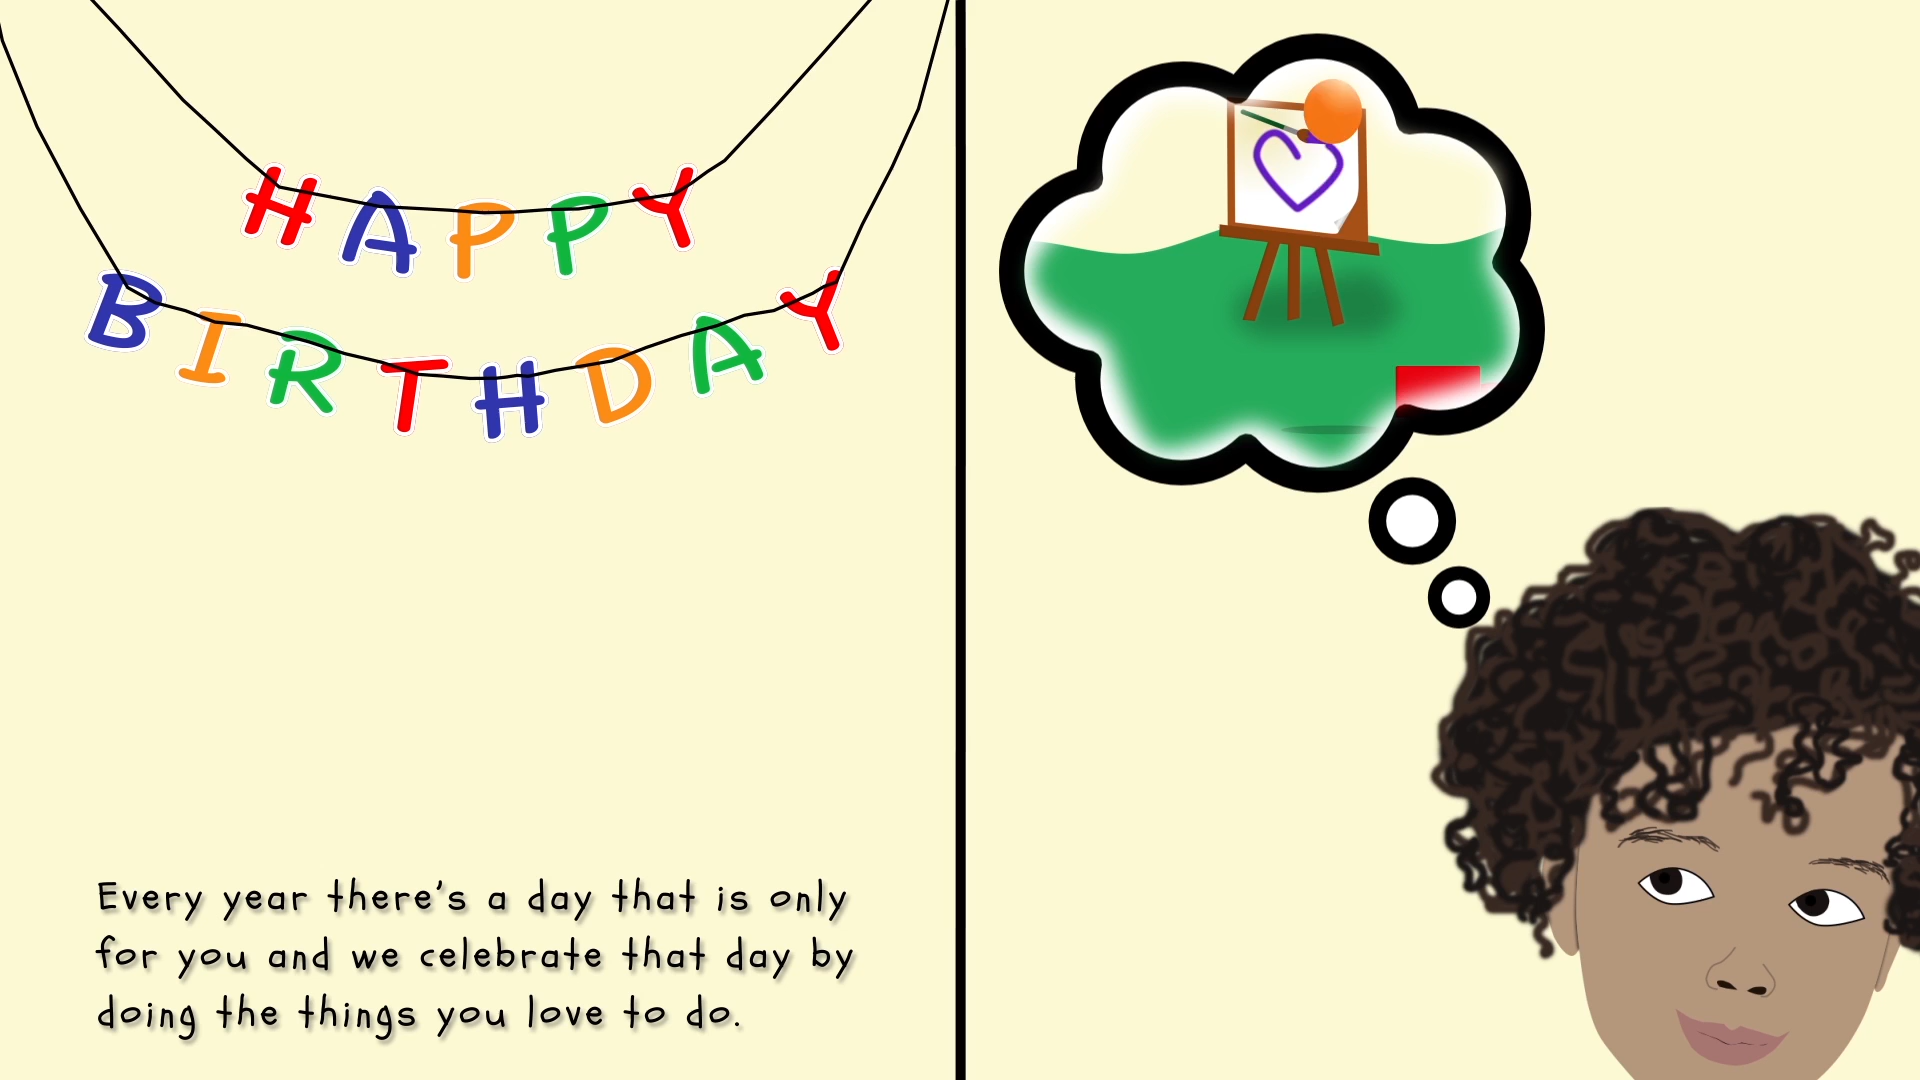 HAPPY
BIRTHDAY
Every year there's a day that is only
for you and we celebrate that day by
doing the things you love to do.